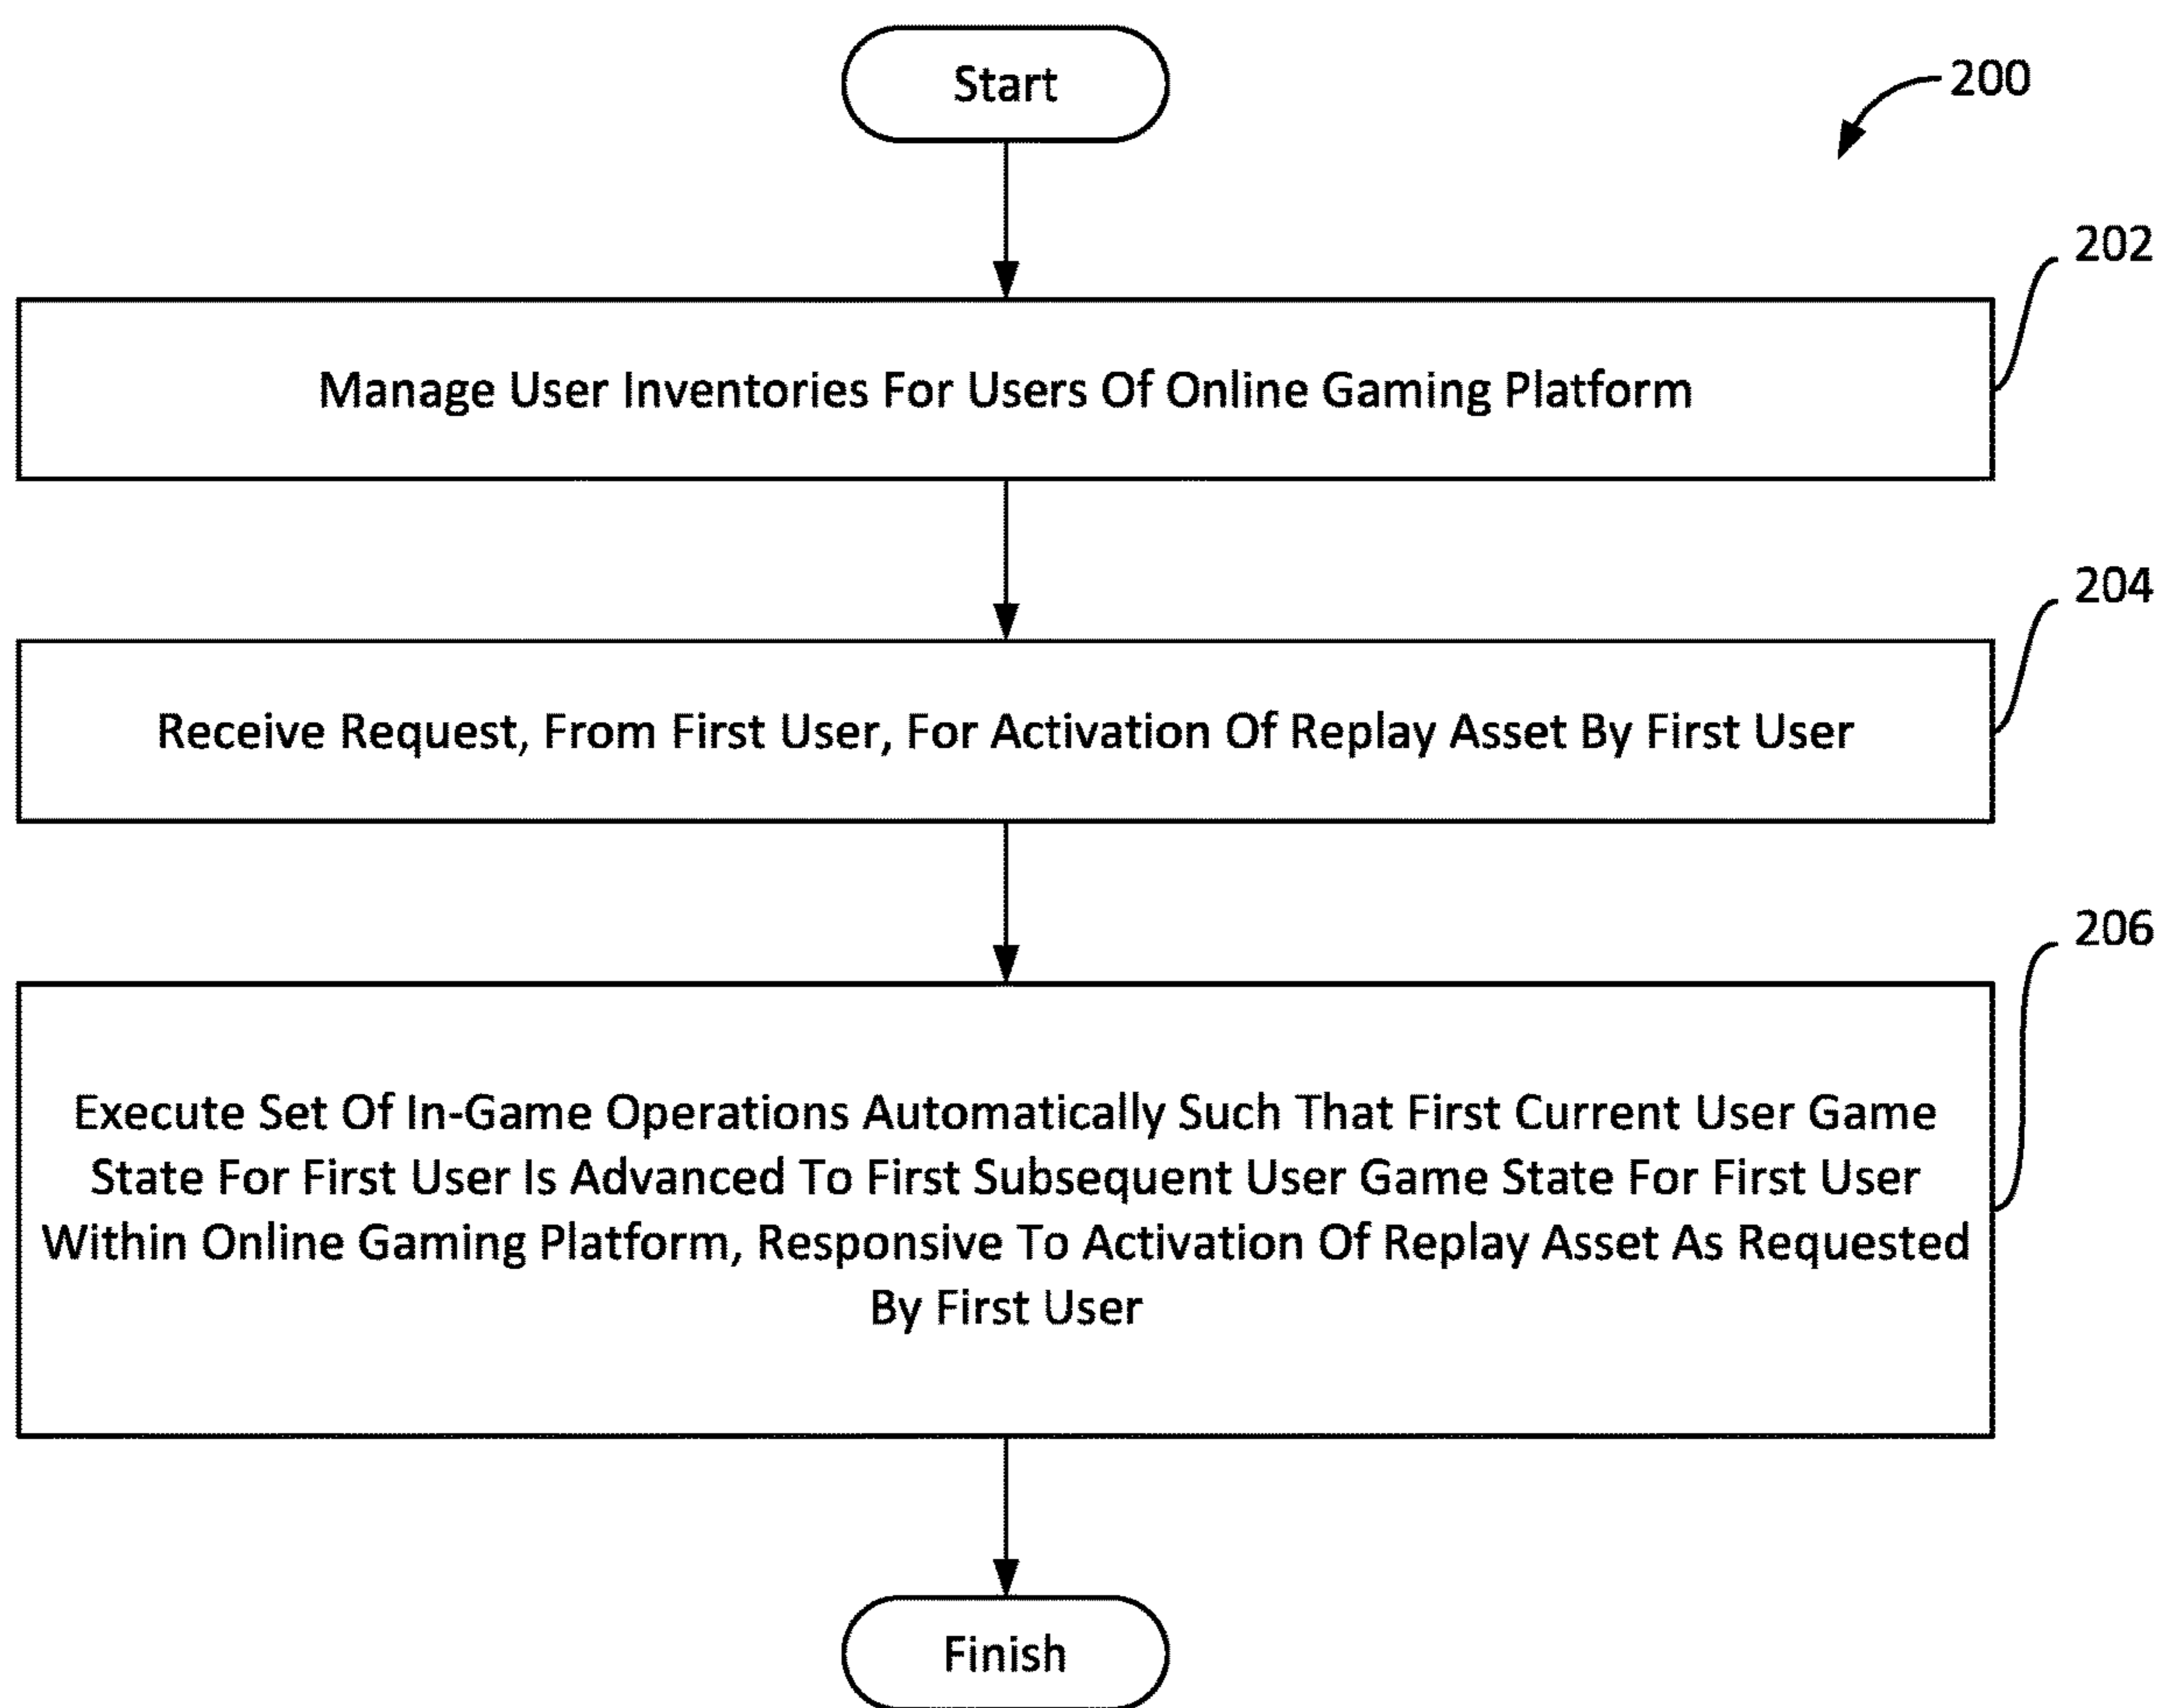 Start
200
202
Manage User Inventories For Users Of Online Gaming Platform
204
Receive Request, From First User, For Activation Of Replay Asset By First User
206
Execute Set Of In-Game Operations Automatically Such That First Current User Game
State For First User Is Advanced To First Subsequent User Game State For First User
Within Online Gaming Platform, Responsive To Activation Of Replay Asset As Requested
By First User
Finish